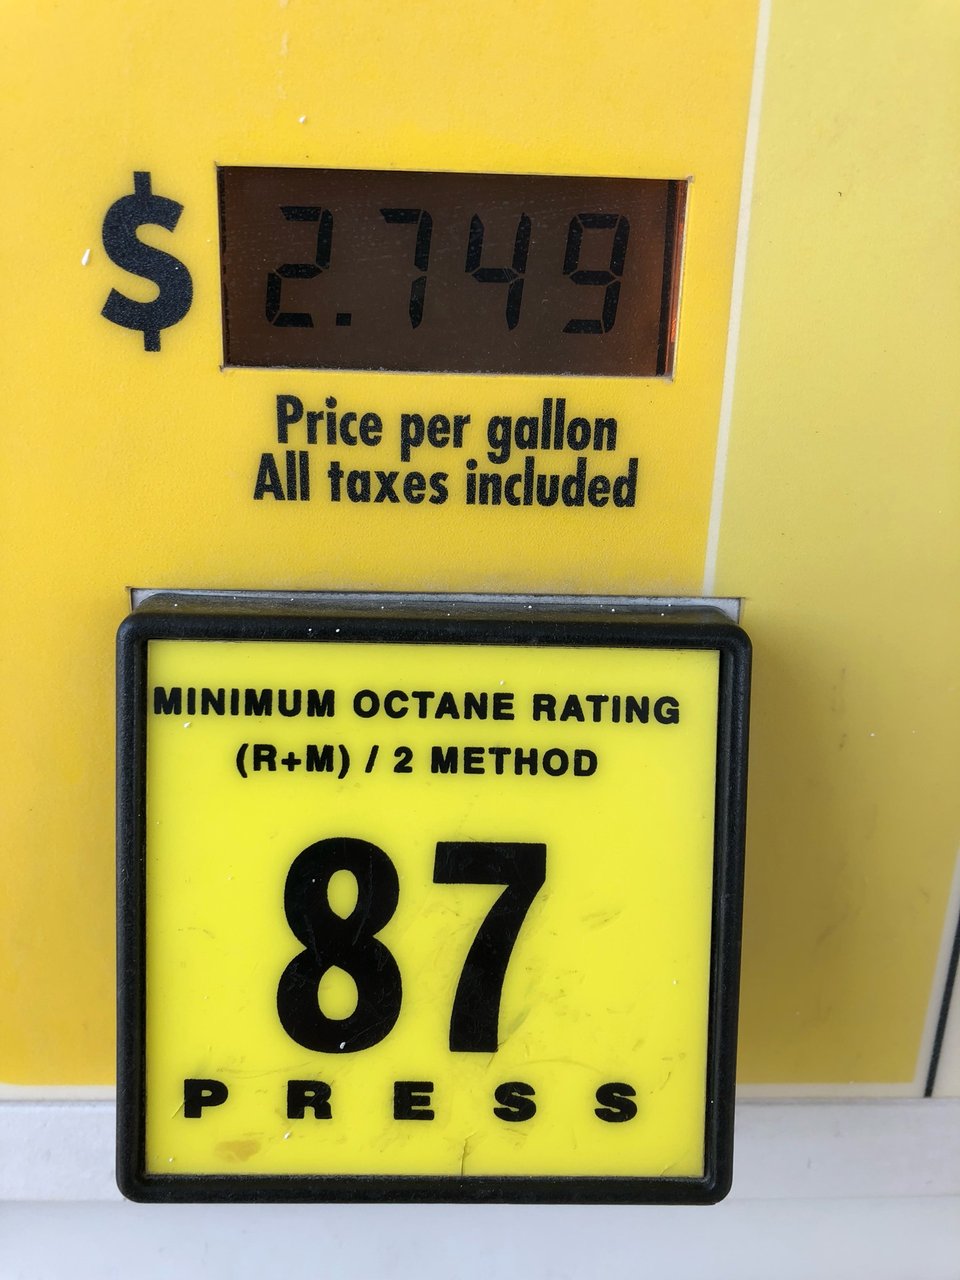 $ 2.749
Price per gallon
All taxes included
MINIMUM OCTANE RATING
(R+M) / 2 METHOD
87
PRESS